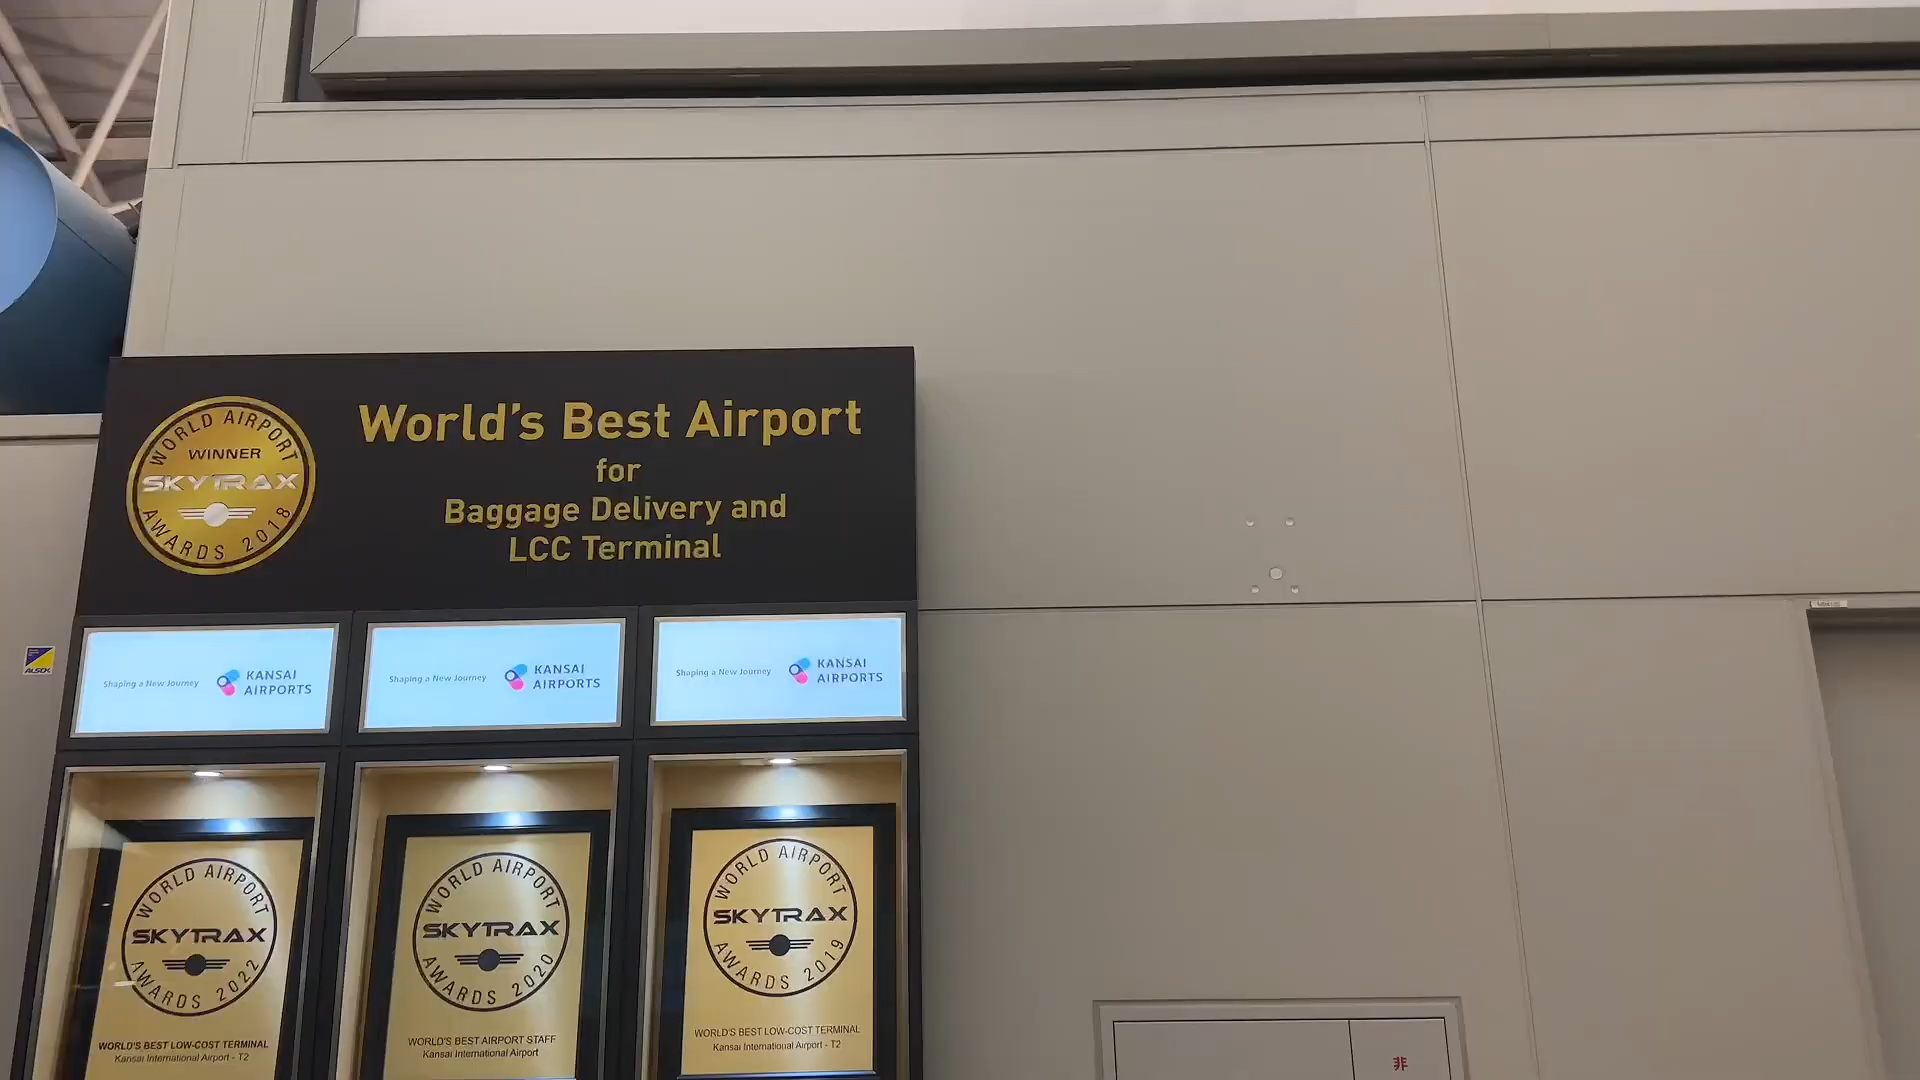 WORLD AIRPORT
WINNER
SKYTRAX
AWARDS 2018
World's Best Airport
for
Baggage Delivery and
LCC Terminal
Shaping a New Journey
KANSAI
AIRPORTS
Shaping a New Journey
KANSAI
AIRPORTS
Shaping a New Journey
KANSAI
AIRPORTS
ALSOK
WORLD AIRPORT
SKYTRAX
AWARDS 2022
WORLD'S BEST LOW-COST TERMINAL
Kansai International Airport - T2
WORLD AIRPORT
SKYTRAX
AWARDS 2020
WORLD'S BEST AIRPORT STAFF
Kansai International Airport
WORLD AIRPORT
SKYTRAX
AWARDS 2019
WORLD'S BEST LOW-COST TERMINAL
Kansai International Airport - T2
非